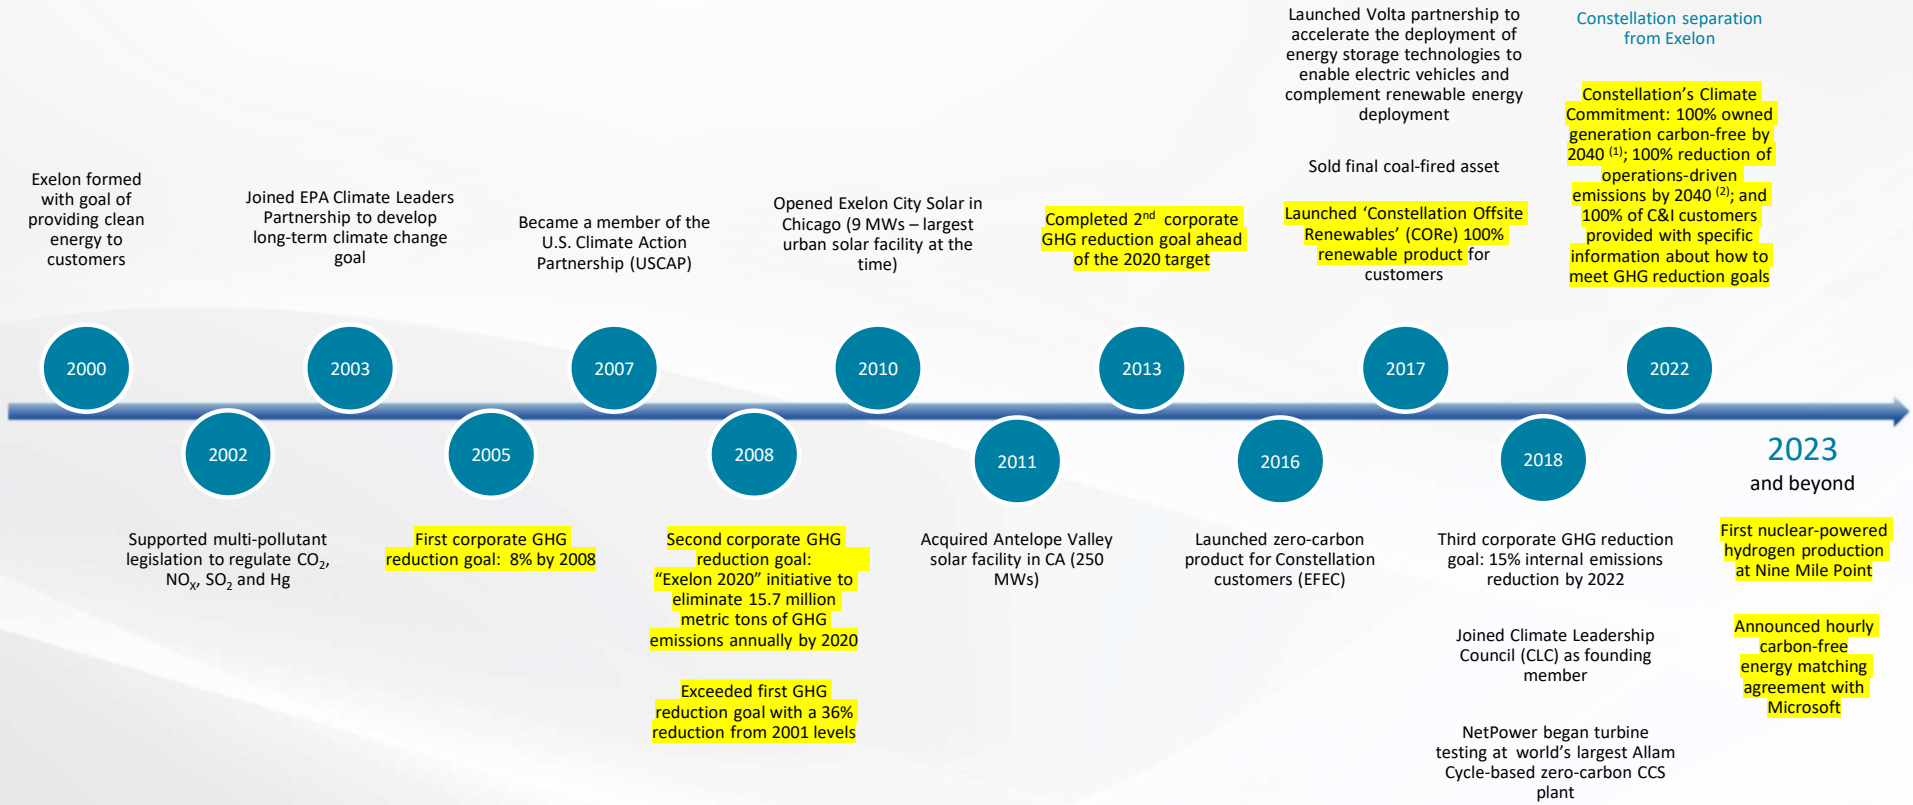 Exelon formed
with goal of
providing clean
energy to
customers
2000
2002
Supported multi-pollutant
legislation to regulate CO₂,
NOₓ, SO₂ and Hg
Joined EPA Climate Leaders
Partnership to develop
long-term climate change
goal
2003
2005
First corporate GHG
reduction goal: 8% by 2008
Became a member of the
U.S. Climate Action
Partnership (USCAP)
2007
2008
Second corporate GHG
reduction goal:
“Exelon 2020” initiative to
eliminate 15.7 million
metric tons of GHG
emissions annually by 2020
Exceeded first GHG
reduction goal with a 36%
reduction from 2001 levels
Opened Exelon City Solar in
Chicago (9 MWs – largest
urban solar facility at the
time)
2010
2011
Acquired Antelope Valley
solar facility in CA (250
MWs)
Completed 2ⁿᵈ corporate
GHG reduction goal ahead
of the 2020 target
2013
2016
Launched zero-carbon
product for Constellation
customers (EFEC)
Launched Volta partnership to
accelerate the deployment of
energy storage technologies to
enable electric vehicles and
complement renewable energy
deployment
Sold final coal-fired asset
Launched ‘Constellation Offsite
Renewables’ (CORe) 100%
renewable product for
customers
2017
2018
Third corporate GHG reduction
goal: 15% internal emissions
reduction by 2022
Joined Climate Leadership
Council (CLC) as founding
member
NetPower began turbine
testing at world’s largest Allam
Cycle-based zero-carbon CCS
plant
Constellation separation
from Exelon
Constellation’s Climate
Commitment: 100% owned
generation carbon-free by
2040 ⁽¹⁾; 100% reduction of
operations-driven
emissions by 2040 ⁽²⁾; and
100% of C&I customers
provided with specific
information about how to
meet GHG reduction goals
2022
2023
and beyond
First nuclear-powered
hydrogen production
at Nine Mile Point
Announced hourly
carbon-free
energy matching
agreement with
Microsoft